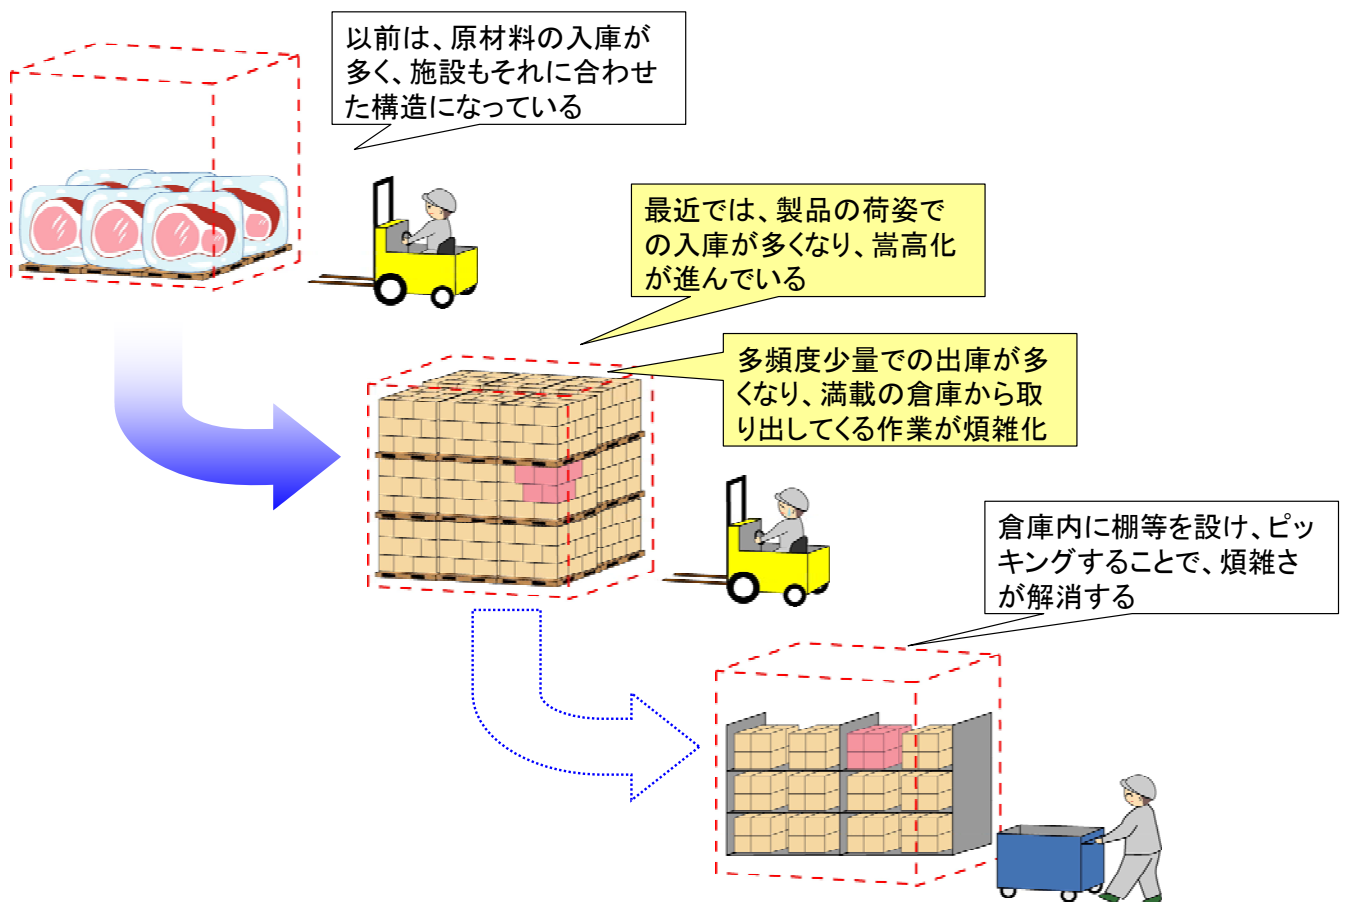 以前は、原材料の入庫が
多く、施設もそれに合わせ
た構造になっている
最近では、製品の荷姿で
の入庫が多くなり、嵩高化
が進んでいる
多頻度少量での出庫が多
くなり、満載の倉庫から取
り出してくる作業が煩雑化
倉庫内に棚等を設け、ピッ
キングすることで、煩雑さ
が解消する